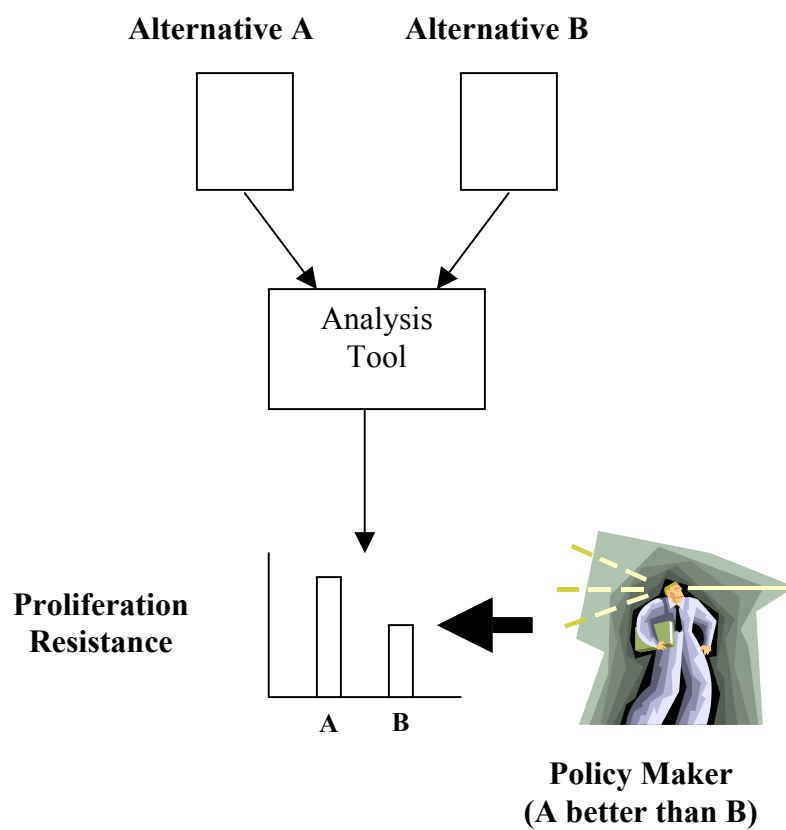 Alternative A
Alternative B
Analysis
Tool
Proliferation
Resistance
A
B
Policy Maker
(A better than B)